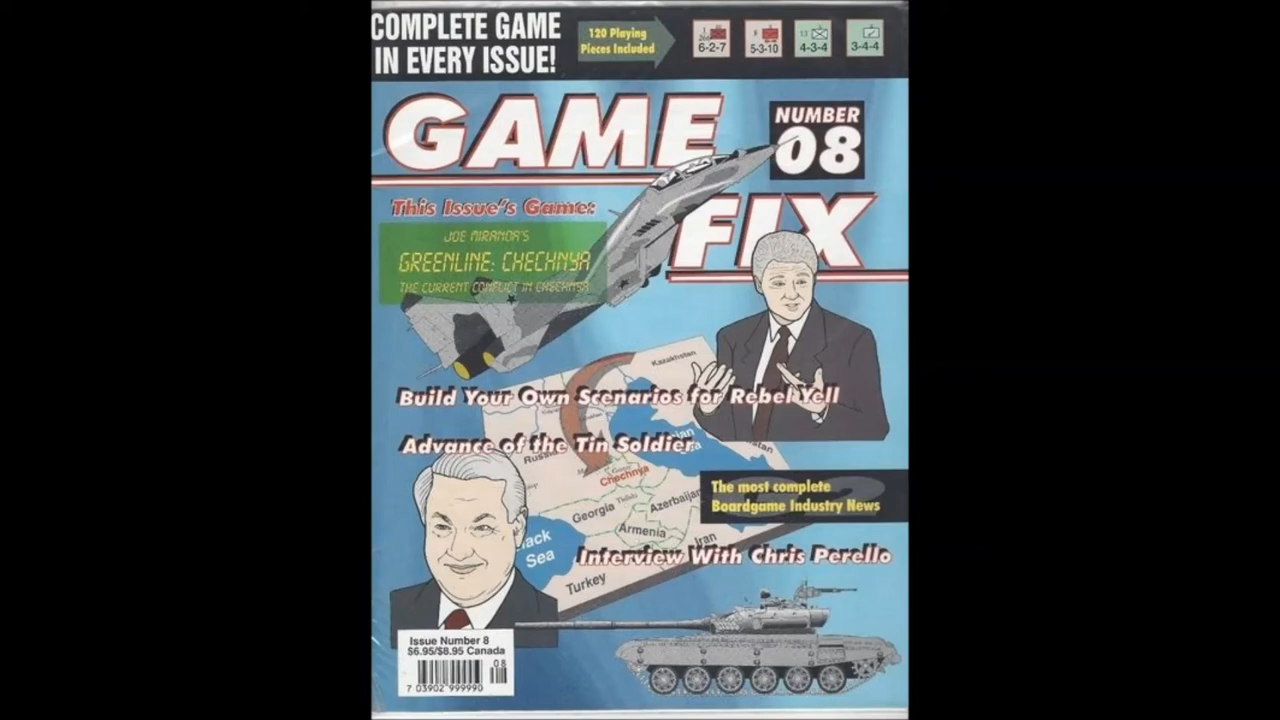 COMPLETE GAME
IN EVERY ISSUE!
120 Playing
Pieces Included
6-2-7
5-3-10
4-3-4
3-4-4
GAME
FIX
NUMBER
08
This Issue's Game:
JOE MIRANDA'S
GREENLINE: CHECHNYA
THE CURRENT CONFLICT IN CHECHNYA
Kazakhstan
Build Your Own Scenarios for Rebel Yell
Advance of the Tin Soldier
Russia
Chechnya
The most complete
Boardgame Industry News
Georgia
Tbilisi
Azerbaijan
Armenia
Iran
lack
Sea
Interview With Chris Perello
Turkey
Issue Number 8
$6.95/$8.95 Canada
08
7 03902 999990